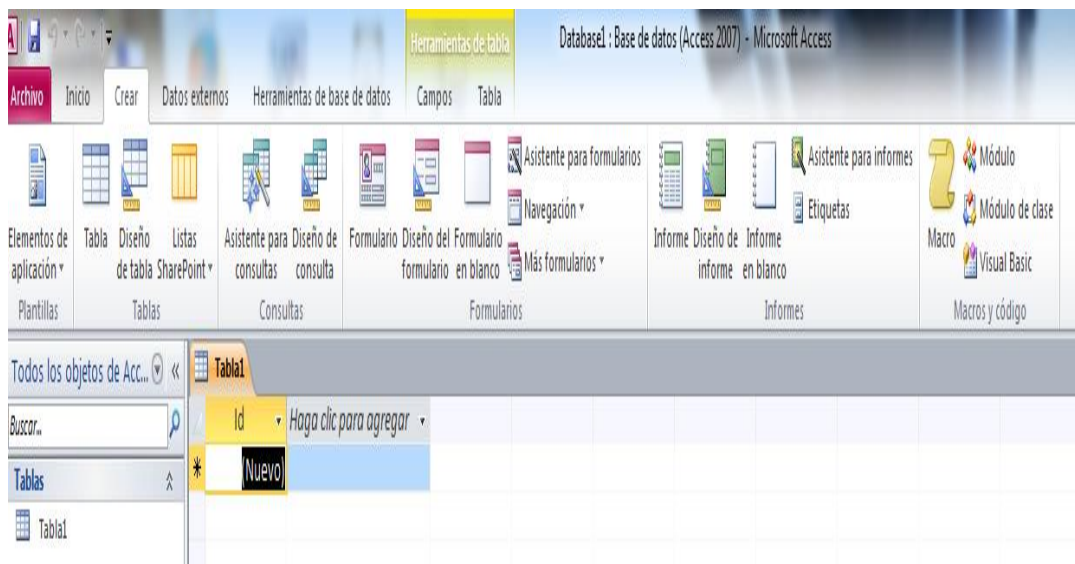 A
Herramientas de tabla
Database1 : Base de datos (Access 2007) - Microsoft Access
Archivo Inicio Crear Datos externos Herramientas de base de datos Campos Tabla
Elementos de aplicación
Tabla
Diseño de tabla
Listas SharePoint
Asistente para consultas
Diseño de consulta
Formulario
Diseño del formulario
Formulario en blanco
Asistente para formularios
Navegación
Más formularios
Informe
Diseño de informe
Informe en blanco
Asistente para informes
Etiquetas
Macro
Módulo
Módulo de clase
Visual Basic
Plantillas Tablas Consultas Formularios Informes Macros y código
Todos los objetos de Acc... «
Tabla1
Buscar...
Id Haga clic para agregar
* (Nuevo)
Tablas
Tabla1